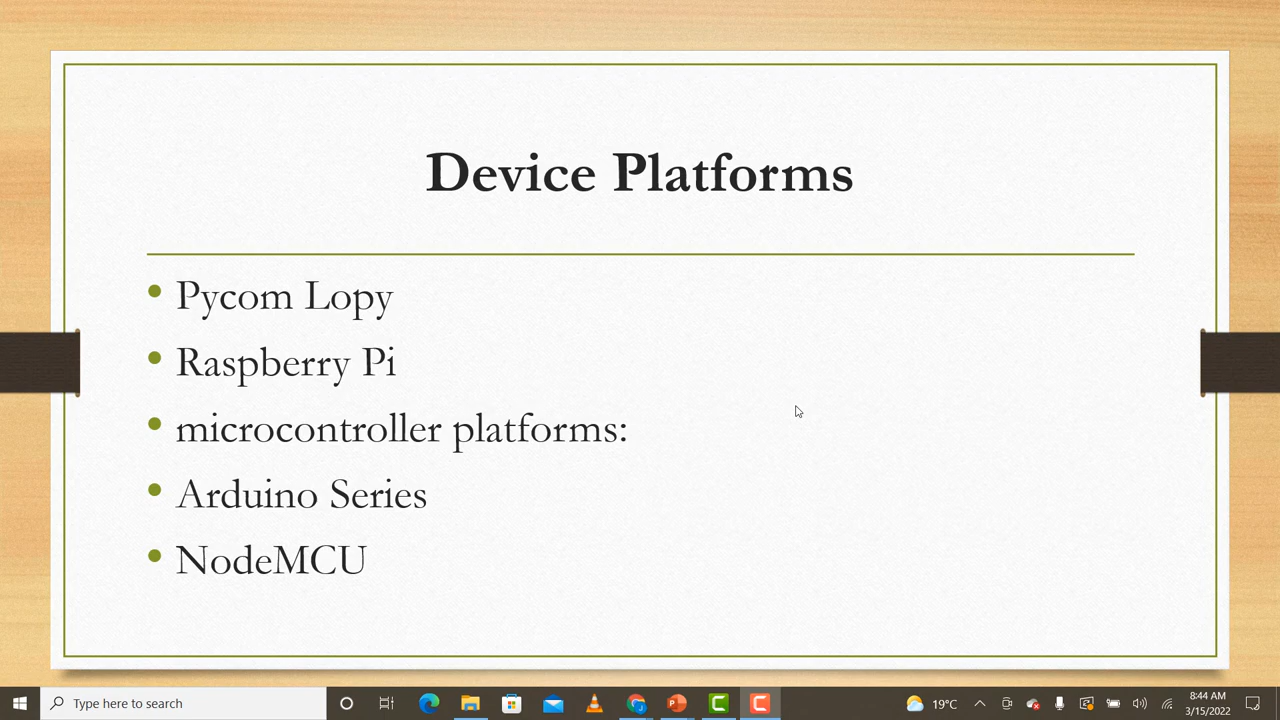 Device Platforms
• Pycom Lopy
• Raspberry Pi
• microcontroller platforms:
• Arduino Series
• NodeMCU
Type here to search
19°C
8:44 AM
3/15/2022